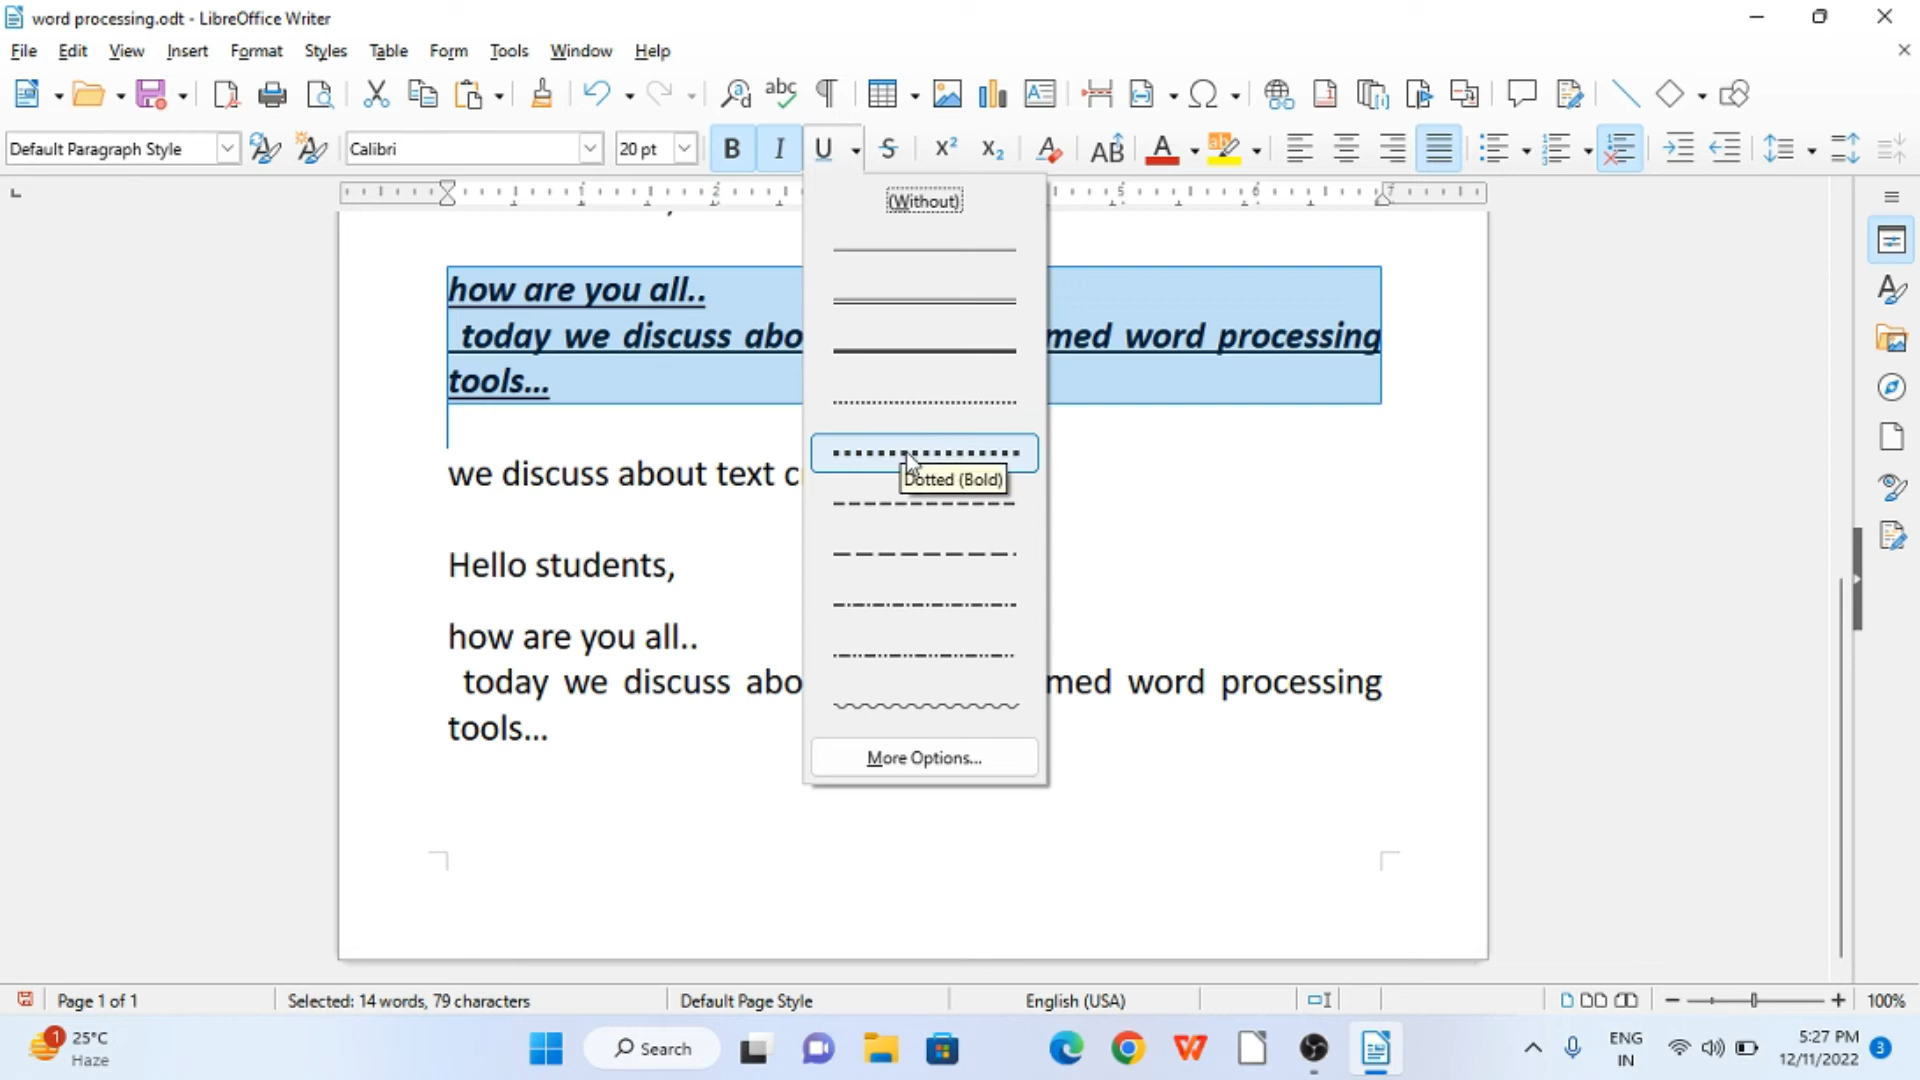 word processing.odt - LibreOffice Writer
File Edit View Insert Format Styles Table Form Tools Window Help
Default Paragraph Style Calibri 20 pt
(Without)
how are you all..
today we discuss abo med word processing
tools...
Dotted (Bold)
we discuss about text c
Hello students,
how are you all..
today we discuss abo med word processing
tools...
More Options...
Page 1 of 1 Selected: 14 words, 79 characters Default Page Style English (USA) 100%
1 25°C
Haze
Search
ENG
IN
5:27 PM
12/11/2022
3